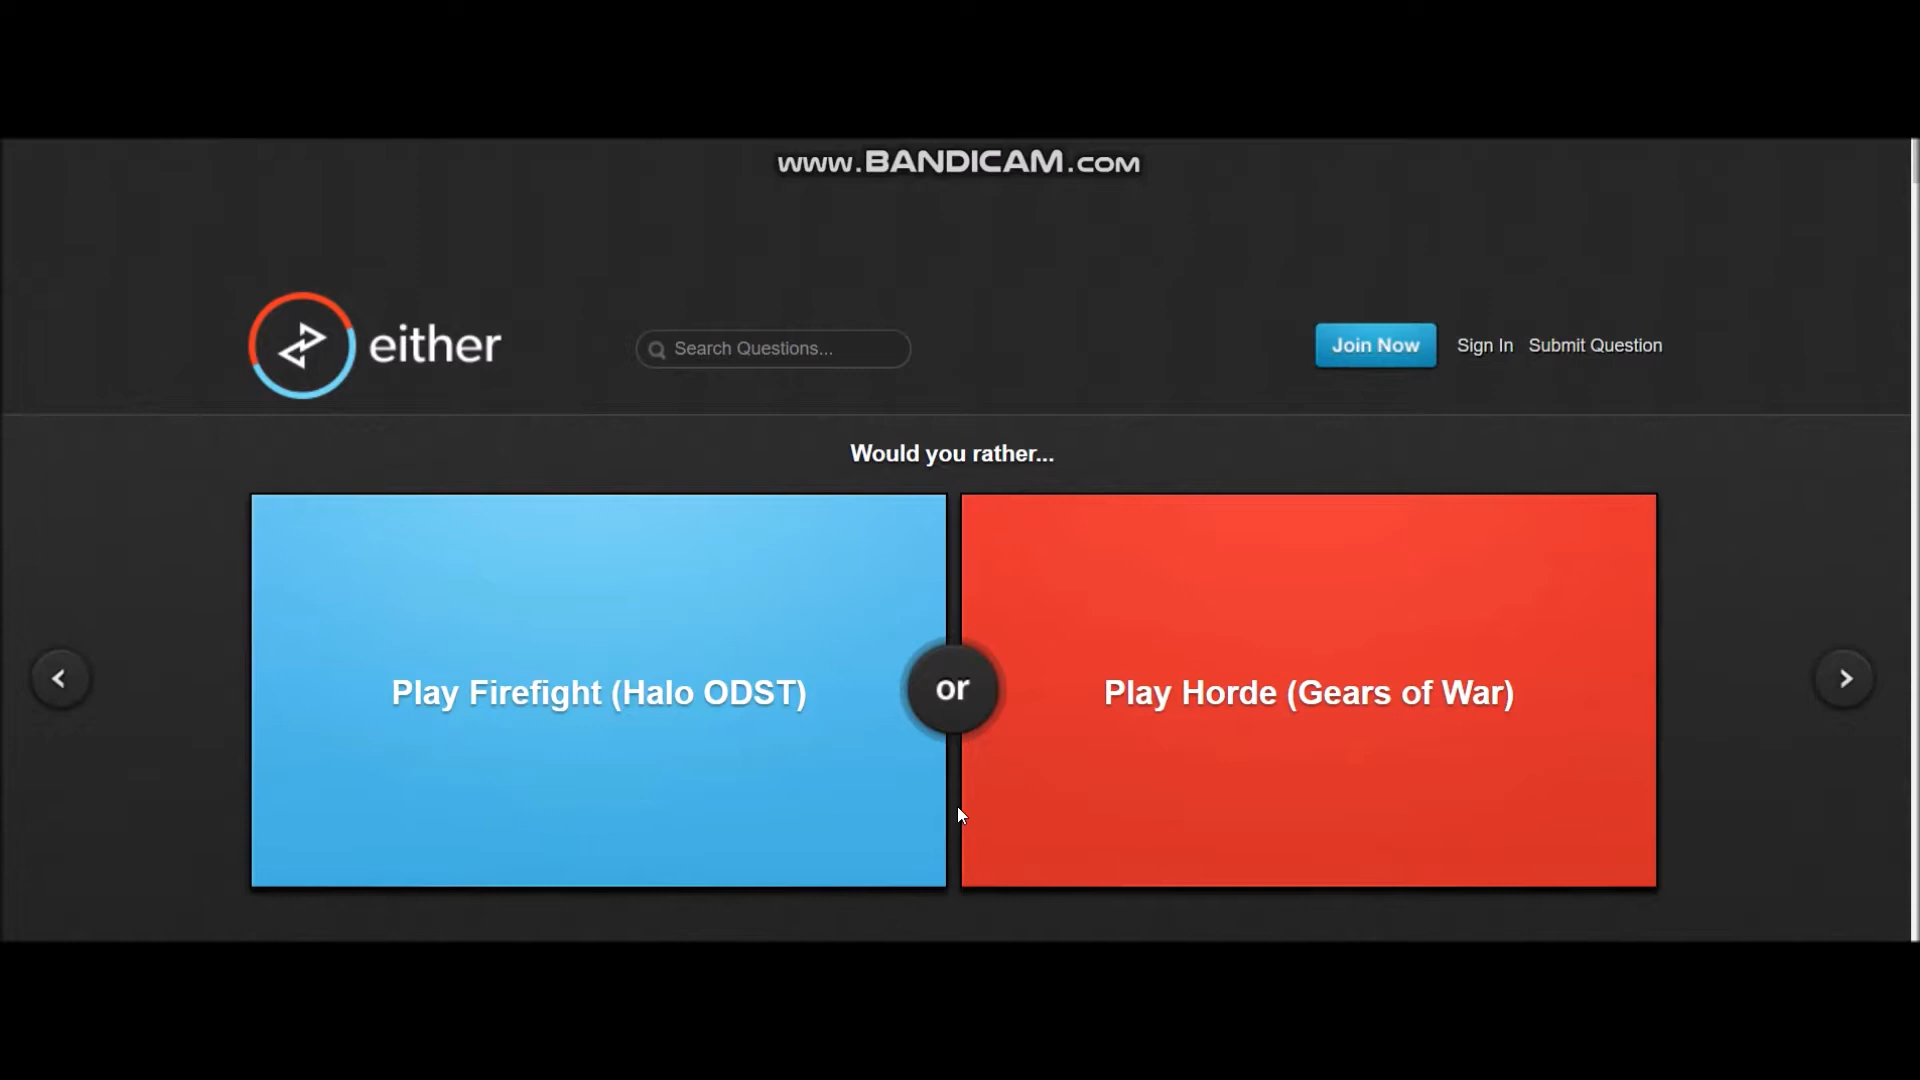 www.BANDICAM.com
either
Search Questions...
Join Now
Sign In
Submit Question
Would you rather...
Play Firefight (Halo ODST)
or
Play Horde (Gears of War)